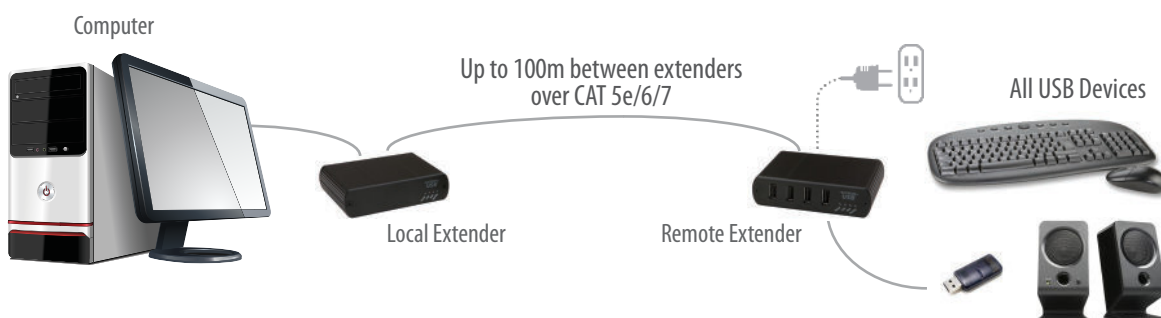 Computer
Up to 100m between extenders
over CAT 5e/6/7
All USB Devices
Local Extender
Remote Extender